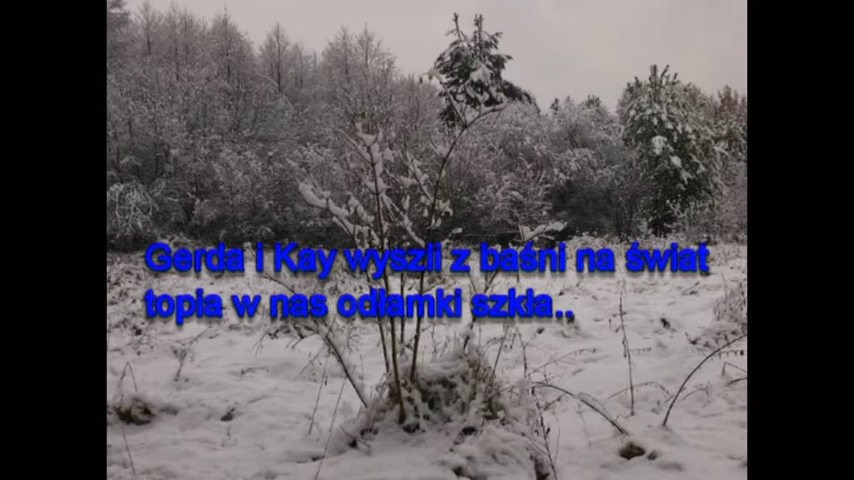 Gerda i Kay wyszli z baśni na świat
topią w nas odłamki szkła..